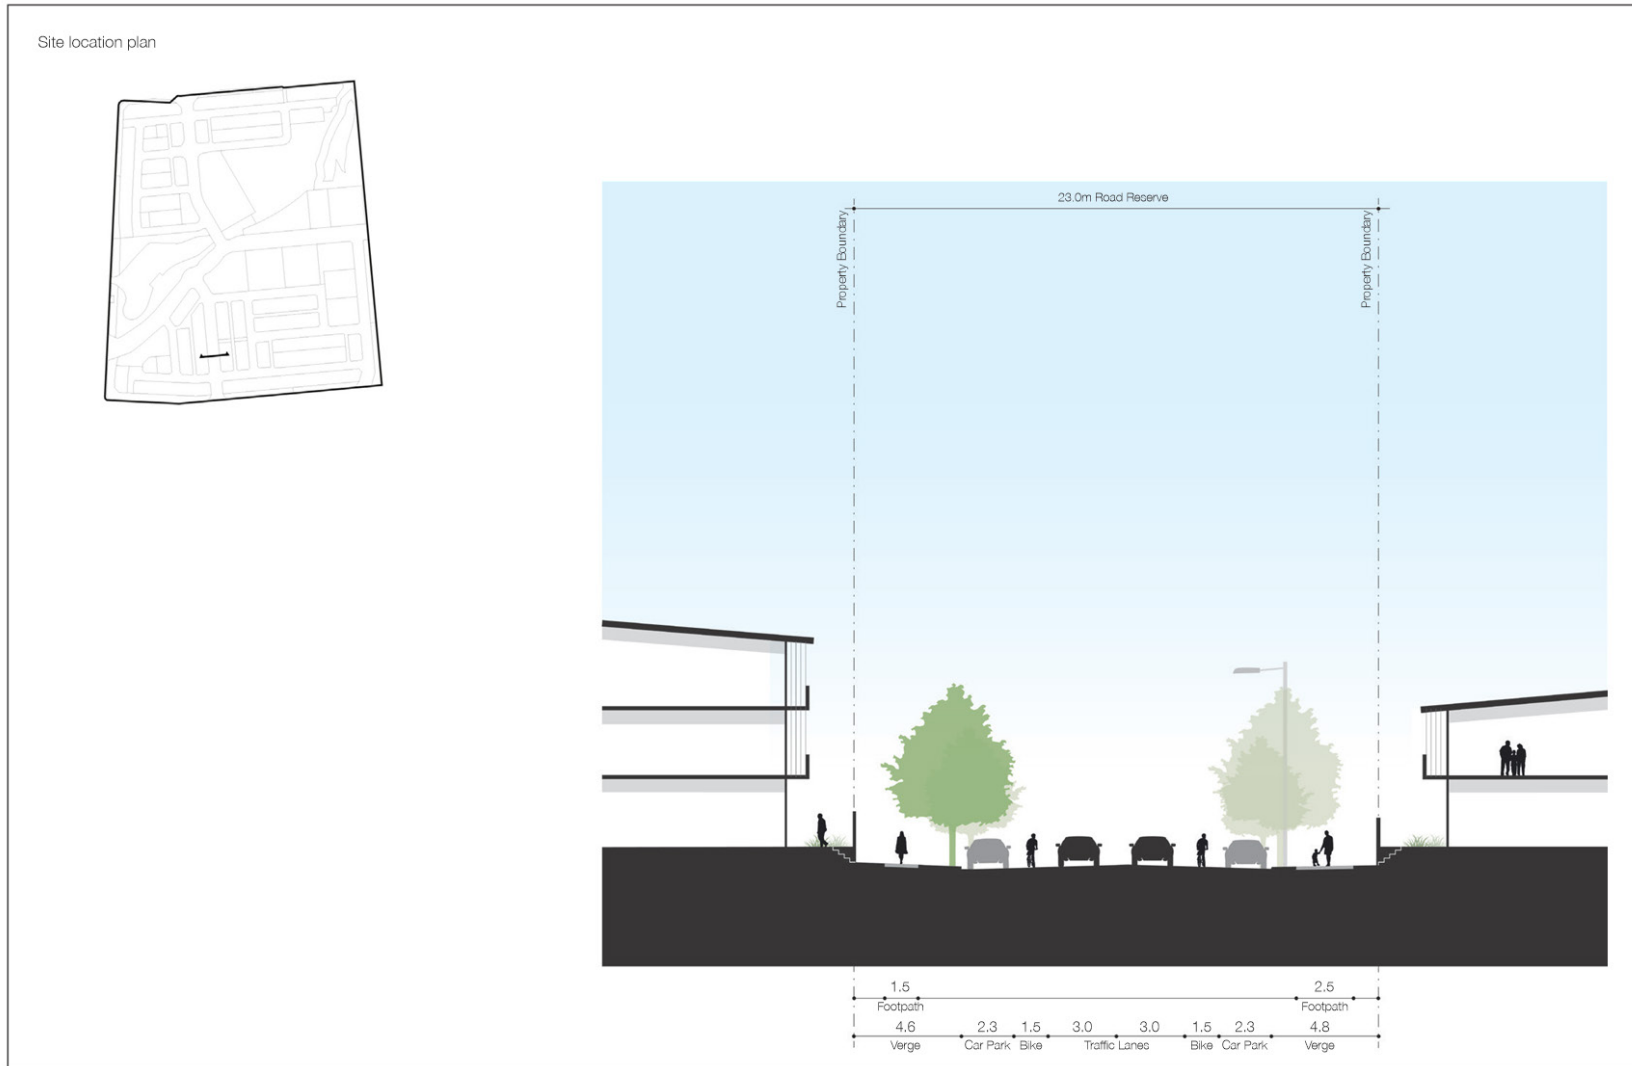 Site location plan
23.0m Road Reserve
Property Boundary
Property Boundary
1.5
2.5
Footpath
Footpath
4.6
2.3
1.5
3.0
3.0
1.5
2.3
4.8
Verge
Car Park
Bike
Traffic Lanes
Bike
Car Park
Verge